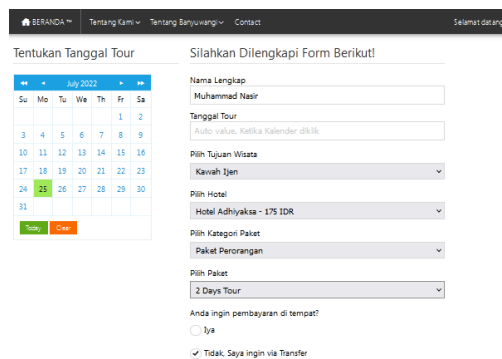 BERANDA ™ Tentang Kami Tentang Banyuwangi Contact Selamat datang
Tentukan Tanggal Tour
July 2022
Su Mo Tu We Th Fr Sa
1 2
3 4 5 6 7 8 9
10 11 12 13 14 15 16
17 18 19 20 21 22 23
24 25 26 27 28 29 30
31
Today Clear
Silahkan Dilengkapi Form Berikut!
Nama Lengkap
Muhammad Nasir
Tanggal Tour
Auto value, Ketika Kalender diklik
Pilih Tujuan Wisata
Kawah Ijen
Pilih Hotel
Hotel Adhiyaksa - 175 IDR
Pilih Kategori Paket
Paket Perorangan
Pilih Paket
2 Days Tour
Anda ingin pembayaran di tempat?
Iya
Tidak, Saya ingin via Transfer